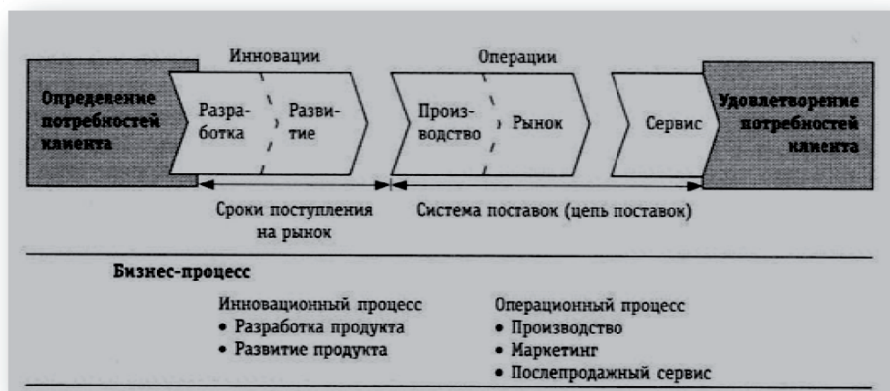 Инновации
Операции
Определение
потребностей
клиента
Разра-
ботка
Разви-
тие
Произ-
водство
Рынок
Сервис
Удовлетворение
потребностей
клиента
Сроки поступления
на рынок
Система поставок (цепь поставок)
Бизнес-процесс
Инновационный процесс
• Разработка продукта
• Развитие продукта
Операционный процесс
• Производство
• Маркетинг
• Послепродажный сервис